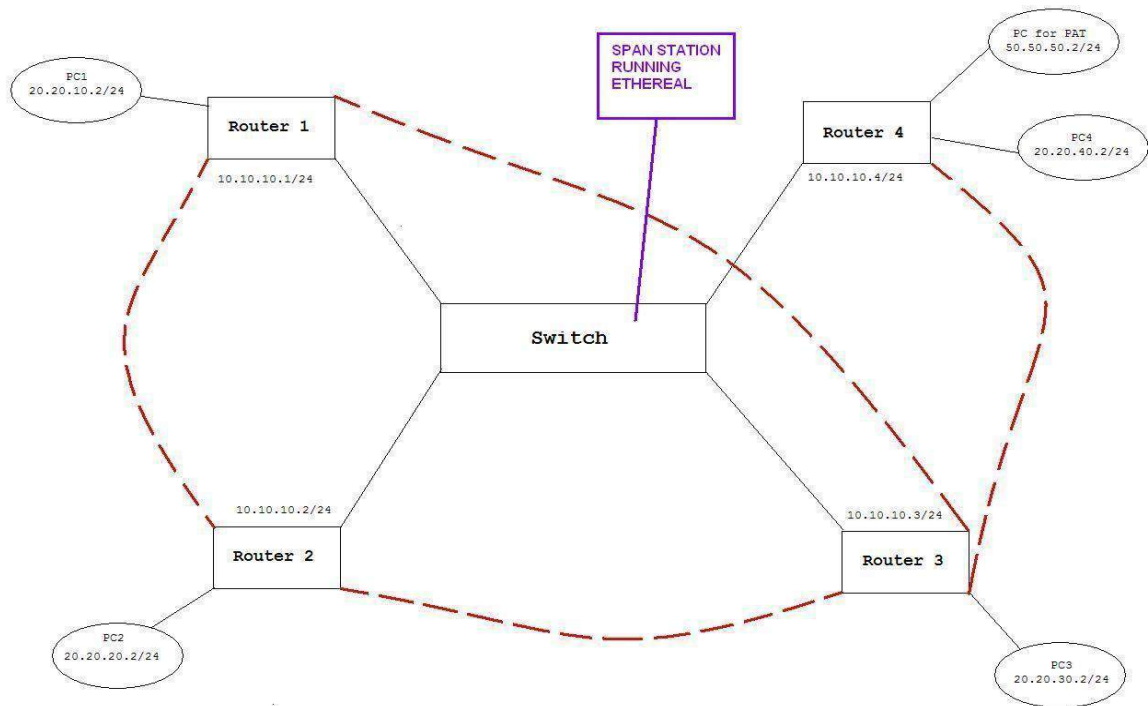 PC for PAT
50.50.50.2/24
SPAN STATION
RUNNING
ETHEREAL
PC1
20.20.10.2/24
Router 1
Router 4
PC4
20.20.40.2/24
10.10.10.1/24
10.10.10.4/24
Switch
10.10.10.2/24
10.10.10.3/24
Router 2
Router 3
PC2
20.20.20.2/24
PC3
20.20.30.2/24